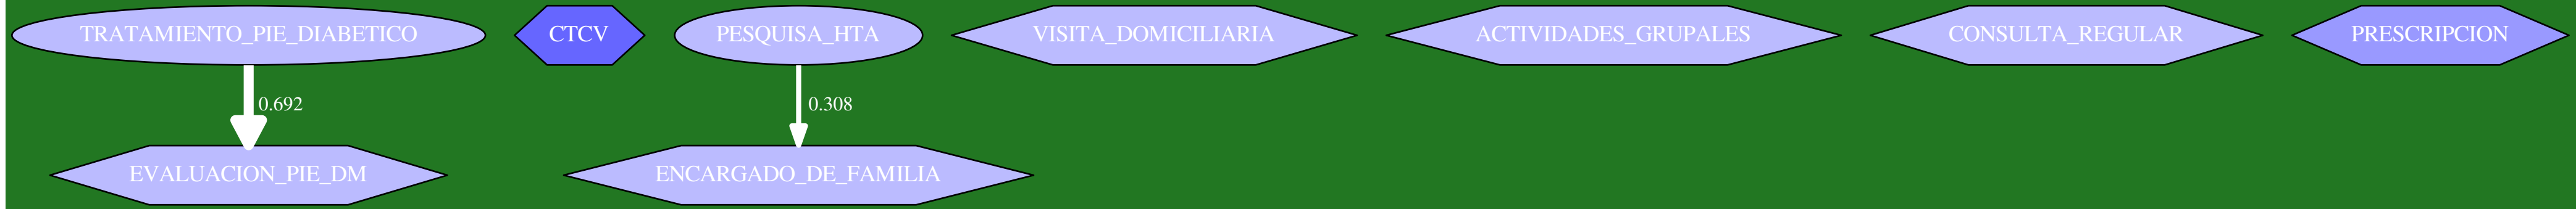 TRATAMIENTO_PIE_DIABETICO
CTCV
PESQUISA_HTA
VISITA_DOMICILIARIA
ACTIVIDADES_GRUPALES
CONSULTA_REGULAR
PRESCRIPCION
0.692
0.308
EVALUACION_PIE_DM
ENCARGADO_DE_FAMILIA